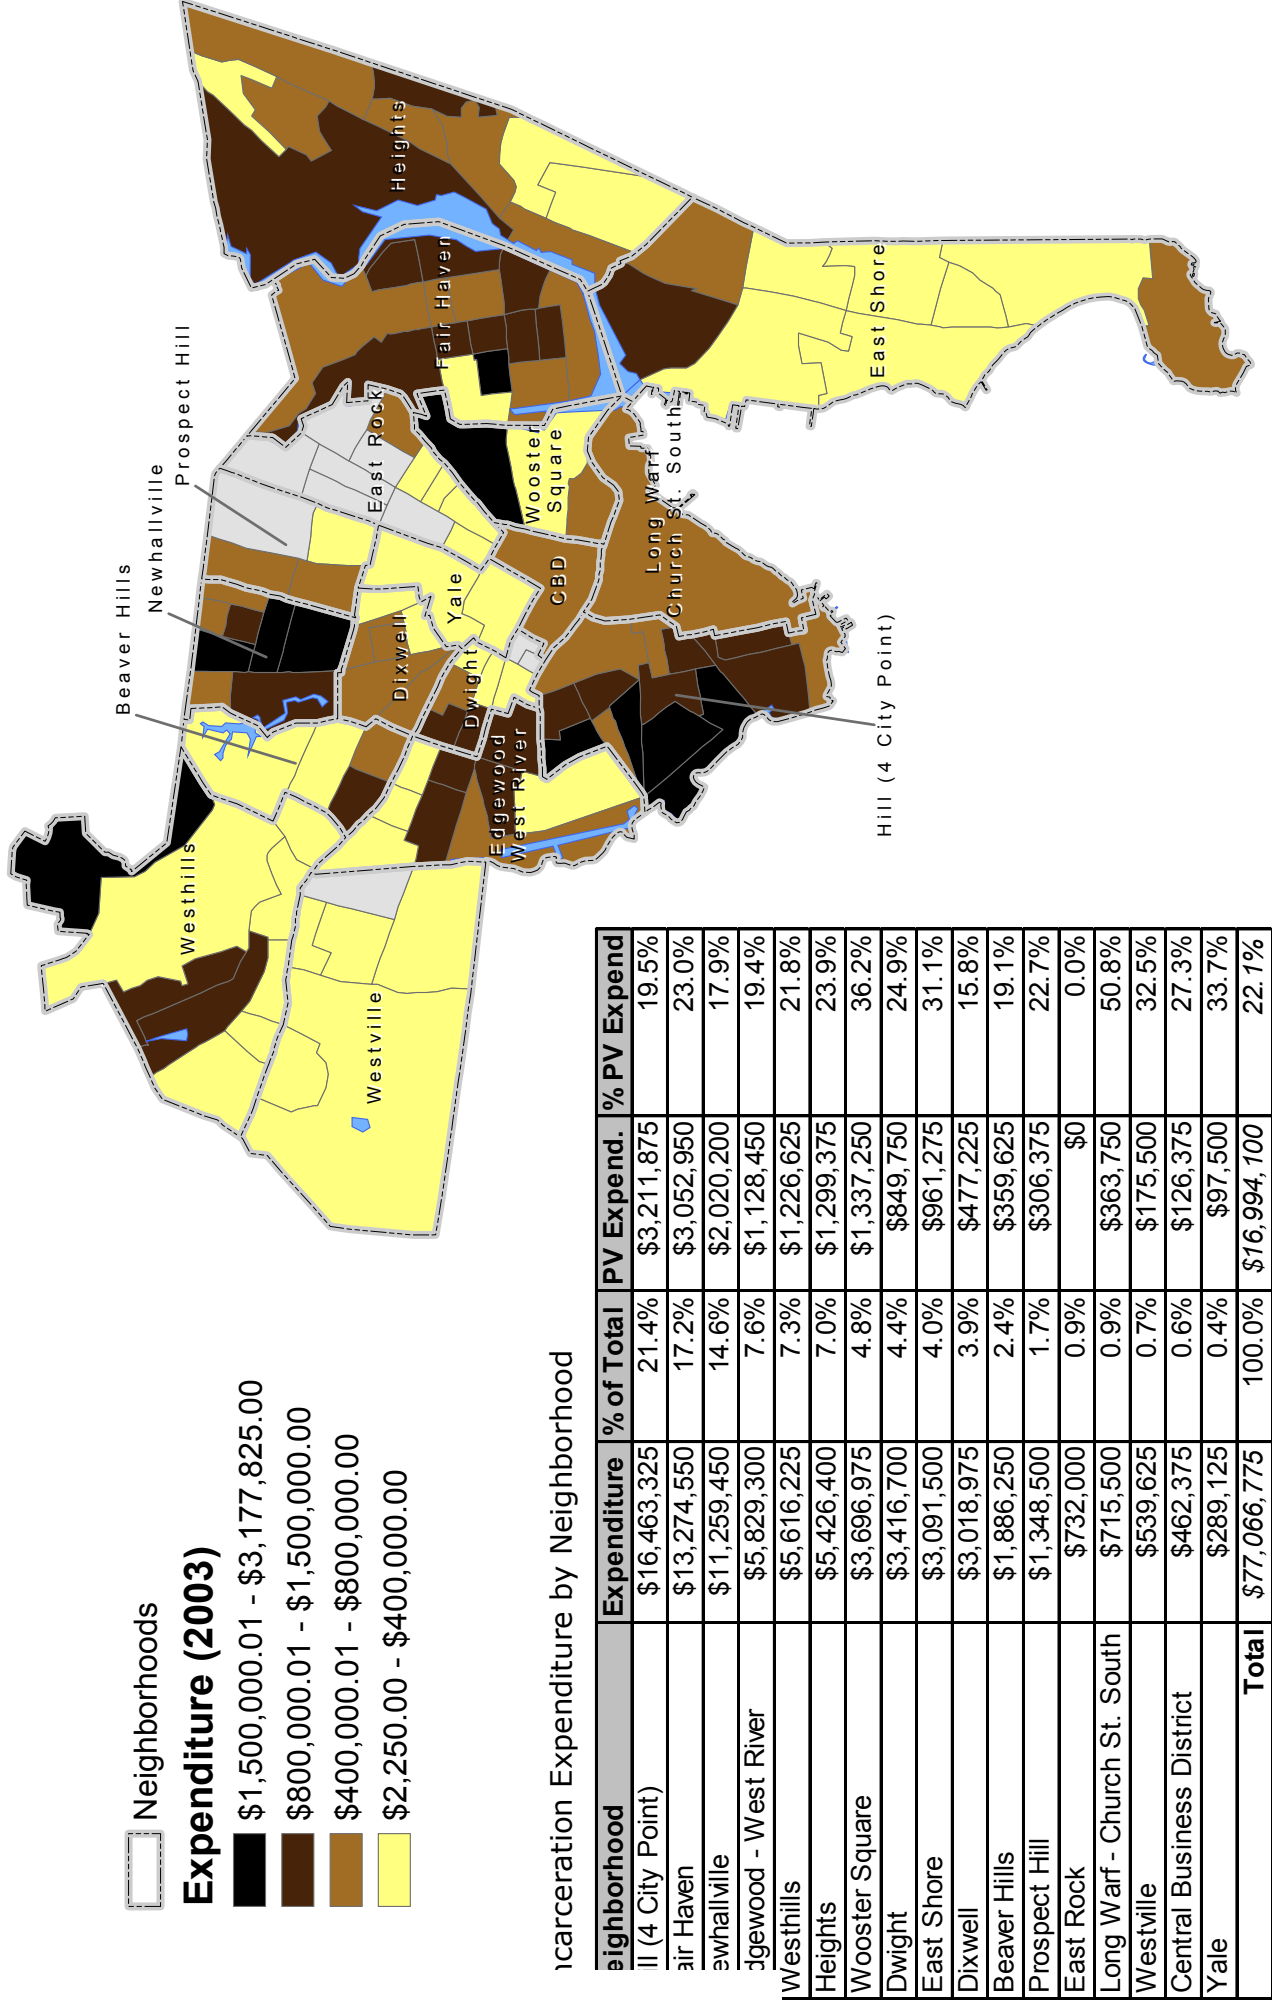 Neighborhoods
Expenditure (2003)
$1,500,000.01 - $3,177,825.00
$800,000.01 - $1,500,000.00
$400,000.01 - $800,000.00
$2,250.00 - $400,000.00
Beaver Hills
Newhallville
Prospect Hill
Westhills
Westville
Heights
Fair Haven
East Rock
Dixwell
Yale
Dwight
Wooster
Square
CBD
Edgewood
West River
Long Warf
Church St. South
East Shore
Hill (4 City Point)
ncarceration Expenditure by Neighborhood
eighborhood Expenditure % of Total PV Expend. % PV Expend
ill (4 City Point) $16,463,325 21.4% $3,211,875 19.5%
air Haven $13,274,550 17.2% $3,052,950 23.0%
ewhallville $11,259,450 14.6% $2,020,200 17.9%
dgewood - West River $5,829,300 7.6% $1,128,450 19.4%
Westhills $5,616,225 7.3% $1,226,625 21.8%
Heights $5,426,400 7.0% $1,299,375 23.9%
Wooster Square $3,696,975 4.8% $1,337,250 36.2%
Dwight $3,416,700 4.4% $849,750 24.9%
East Shore $3,091,500 4.0% $961,275 31.1%
Dixwell $3,018,975 3.9% $477,225 15.8%
Beaver Hills $1,886,250 2.4% $359,625 19.1%
Prospect Hill $1,348,500 1.7% $306,375 22.7%
East Rock $732,000 0.9% $0 0.0%
Long Warf - Church St. South $715,500 0.9% $363,750 50.8%
Westville $539,625 0.7% $175,500 32.5%
Central Business District $462,375 0.6% $126,375 27.3%
Yale $289,125 0.4% $97,500 33.7%
Total $77,066,775 100.0% $16,994,100 22.1%